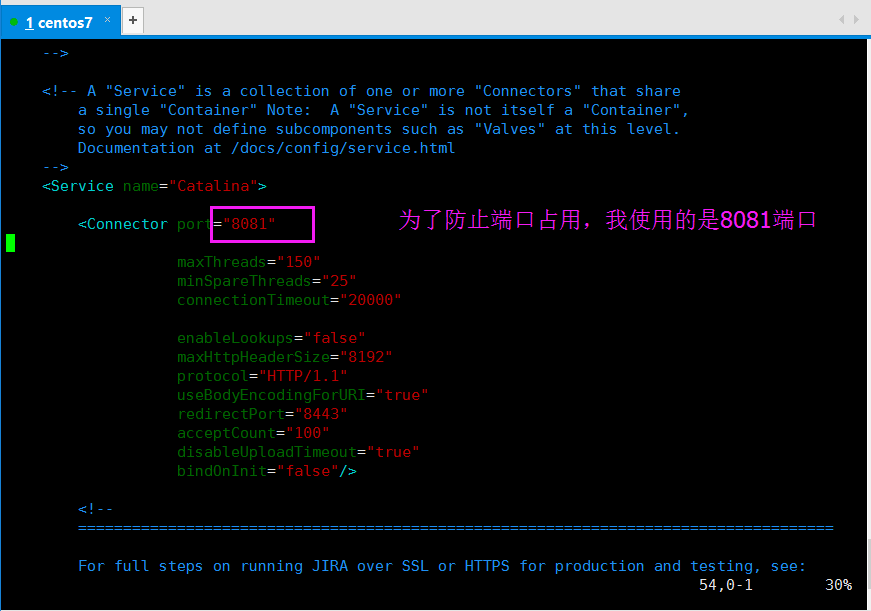 1 centos7 × +
-->
<!-- A "Service" is a collection of one or more "Connectors" that share
a single "Container" Note:  A "Service" is not itself a "Container",
so you may not define subcomponents such as "Valves" at this level.
Documentation at /docs/config/service.html
-->
<Service name="Catalina">
<Connector port="8081"
为了防止端口占用，我使用的是8081端口
maxThreads="150"
minSpareThreads="25"
connectionTimeout="20000"
enableLookups="false"
maxHttpHeaderSize="8192"
protocol="HTTP/1.1"
useBodyEncodingForURI="true"
redirectPort="8443"
acceptCount="100"
disableUploadTimeout="true"
bindOnInit="false"/>
<!--
====================================================================================
For full steps on running JIRA over SSL or HTTPS for production and testing, see:
54,0-1 30%